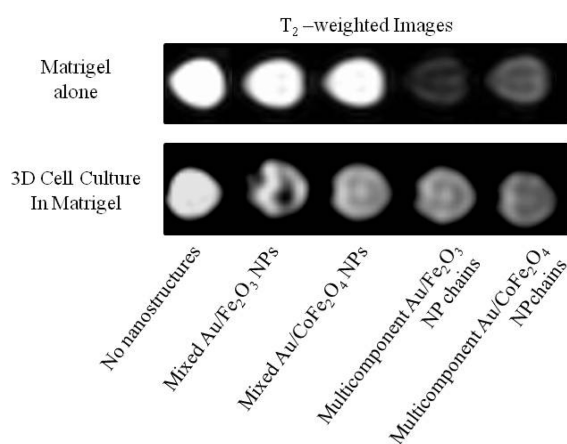 T₂ –weighted Images
Matrigel
alone
3D Cell Culture
In Matrigel
No nanostructures
Mixed Au/Fe₂O₃ NPs
Mixed Au/CoFe₂O₄ NPs
Multicomponent Au/Fe₂O₃
NP chains
Multicomponent Au/CoFe₂O₄
NPchains